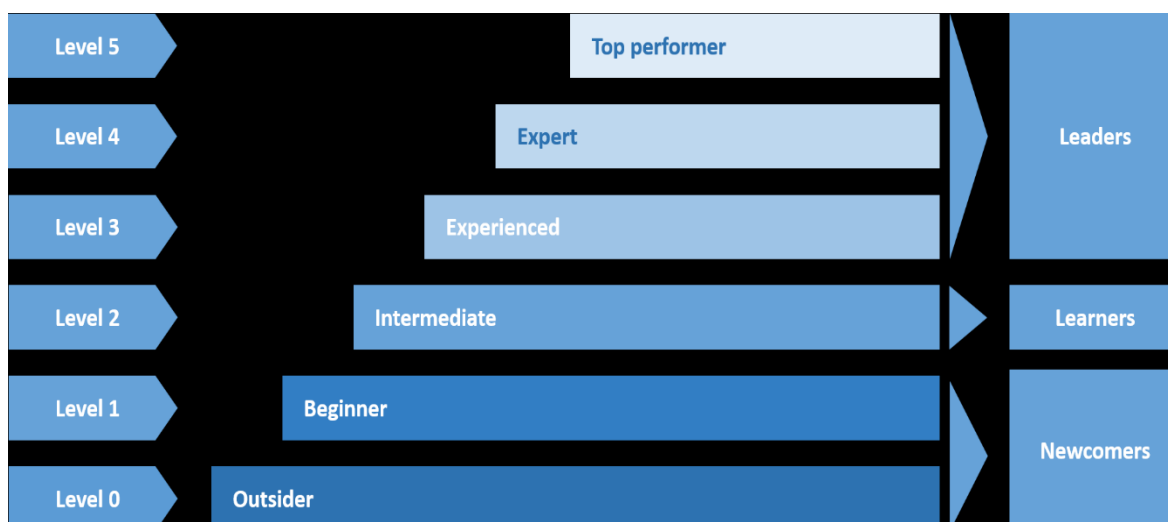 Level 5
Top performer
Level 4
Expert
Leaders
Level 3
Experienced
Level 2
Intermediate
Learners
Level 1
Beginner
Newcomers
Level 0
Outsider